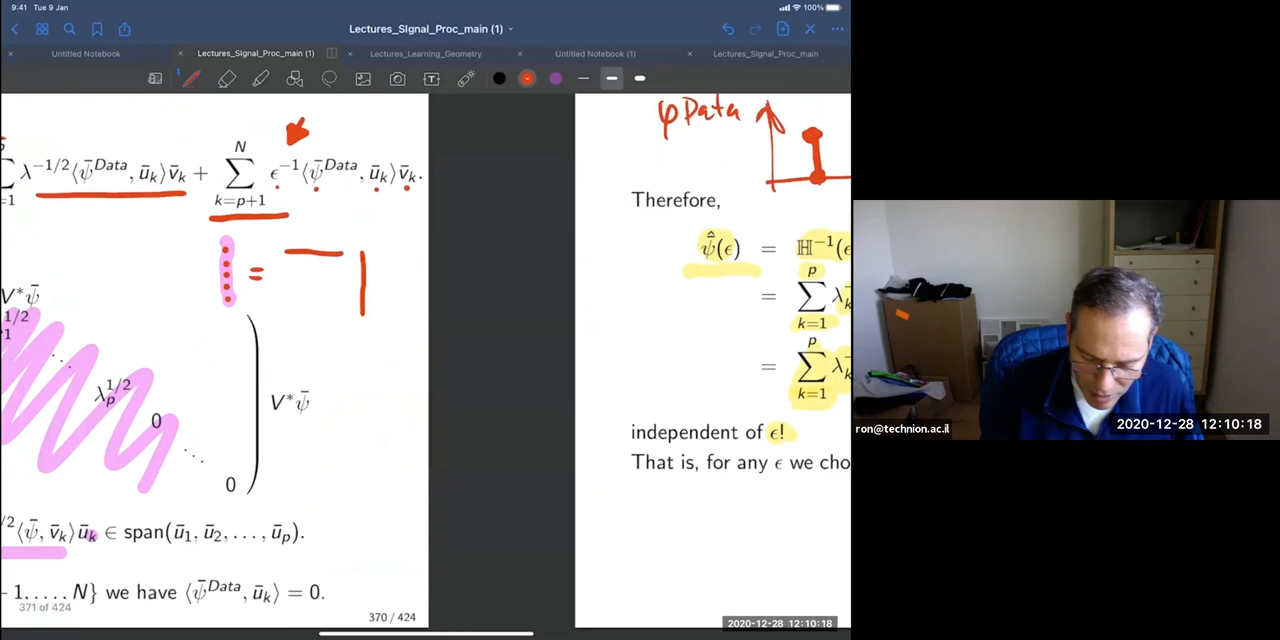 9:41 Tue 9 Jan
100%
Lectures_SIgnal_Proc_main (1)
Untitled Notebook
Lectures_SIgnal_Proc_main (1)
Lectures_Learning_Geometry
Untitled Notebook (1)
Lectures_SIgnal_Proc_main
λ^{-1/2}⟨ψ̄^{Data}, ū_k⟩v̄_k + ∑_{k=p+1}^{N} ε^{-1}⟨ψ̄^{Data}, ū_k⟩v̄_k.
=
V*ψ̄
λ_p^{1/2}
0
V*ψ̄
0
⟨ψ̄, v̄_k⟩ū_k ∈ span(ū_1, ū_2, . . . , ū_p).
1, . . . , N} we have ⟨ψ̄^{Data}, ū_k⟩ = 0.
371 of 424
370 / 424
φ Data
Therefore,
ψ̂(ε) = ℍ^{-1}(ε
= ∑_{k=1}^{p} λ_k
= ∑_{k=1}^{p} λ_k
independent of ε!
That is, for any ε we cho
2020-12-28 12:10:18
ron@technion.ac.il
2020-12-28 12:10:18